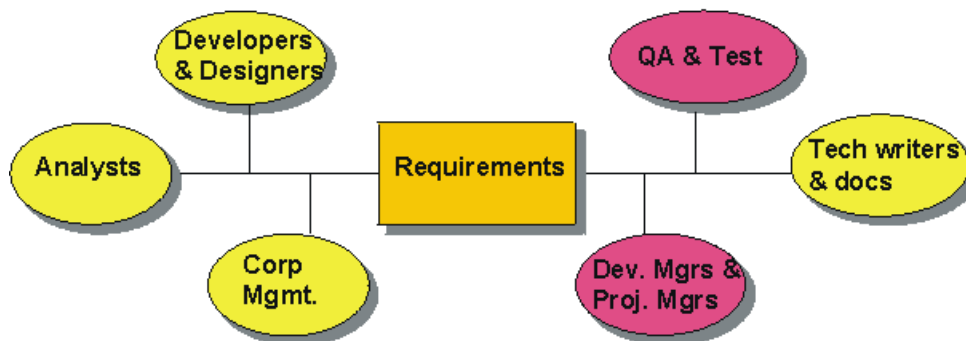 Developers
& Designers
QA & Test
Analysts
Requirements
Tech writers
& docs
Corp
Mgmt.
Dev. Mgrs &
Proj. Mgrs